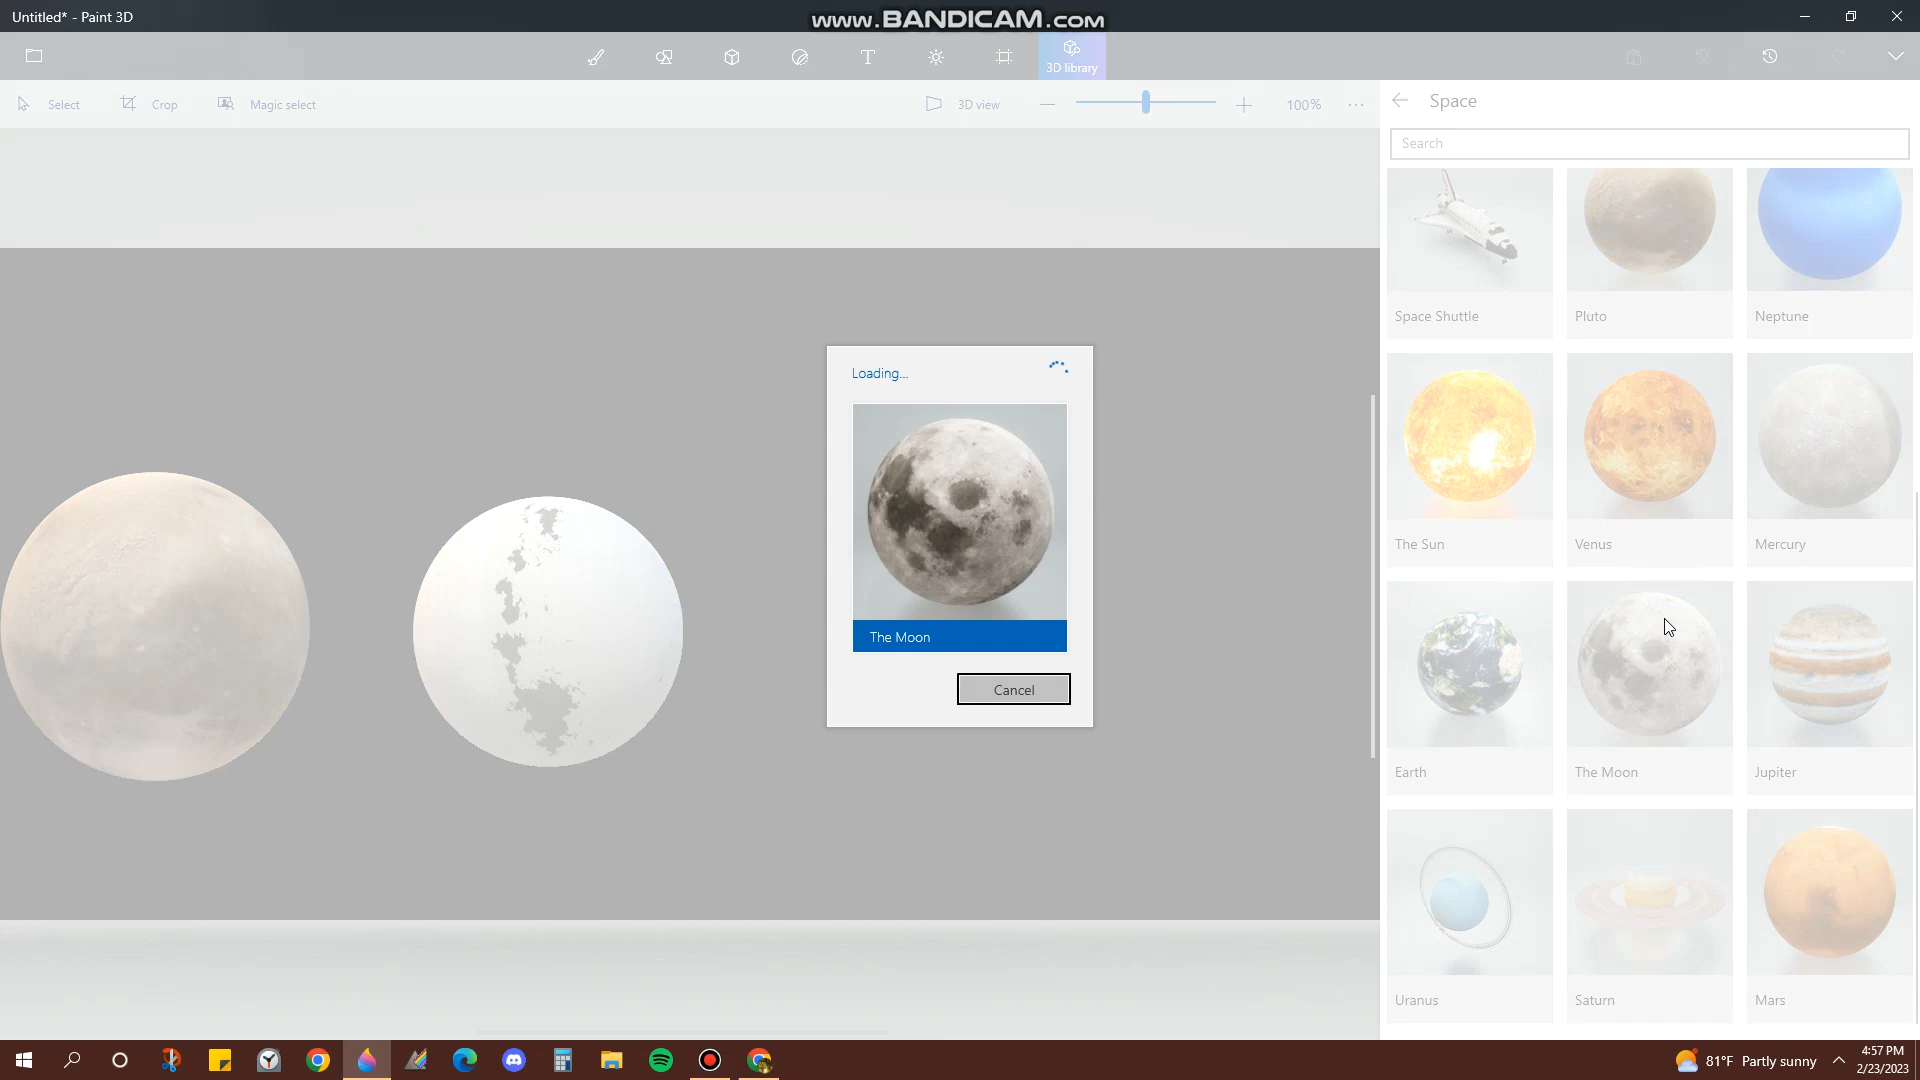 Untitled* - Paint 3D
www.BANDICAM.com
3D library
Select
Crop
Magic select
3D view
100%
Space
Search
Space Shuttle
Pluto
Neptune
Loading...
The Moon
Cancel
The Sun
Venus
Mercury
Earth
The Moon
Jupiter
Uranus
Saturn
Mars
81°F Partly sunny
4:57 PM
2/23/2023